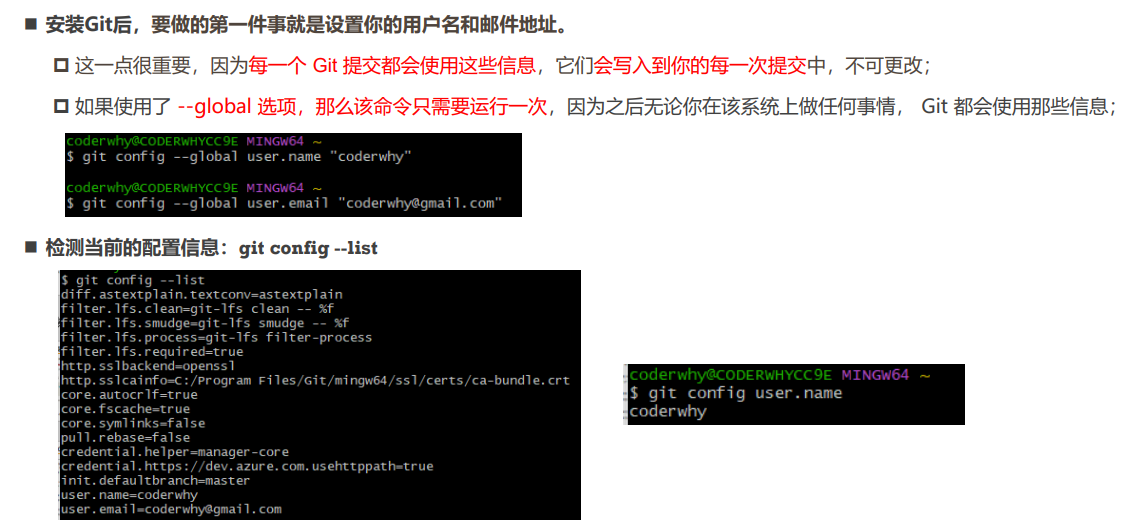 安装Git后，要做的第一件事就是设置你的用户名和邮件地址。
这一点很重要，因为每一个 Git 提交都会使用这些信息，它们会写入到你的每一次提交中，不可更改；
如果使用了 --global 选项，那么该命令只需要运行一次，因为之后无论你在该系统上做任何事情， Git 都会使用那些信息；
coderwhy@CODERWHYCC9E MINGW64 ~
$ git config --global user.name "coderwhy"
coderwhy@CODERWHYCC9E MINGW64 ~
$ git config --global user.email "coderwhy@gmail.com"
检测当前的配置信息：git config --list
$ git config --list
diff.astextplain.textconv=astextplain
filter.lfs.clean=git-lfs clean -- %f
filter.lfs.smudge=git-lfs smudge -- %f
filter.lfs.process=git-lfs filter-process
filter.lfs.required=true
http.sslbackend=openssl
http.sslcainfo=C:/Program Files/Git/mingw64/ssl/certs/ca-bundle.crt
core.autocrlf=true
core.fscache=true
core.symlinks=false
pull.rebase=false
credential.helper=manager-core
credential.https://dev.azure.com.usehttppath=true
init.defaultbranch=master
user.name=coderwhy
user.email=coderwhy@gmail.com
coderwhy@CODERWHYCC9E MINGW64 ~
$ git config user.name
coderwhy